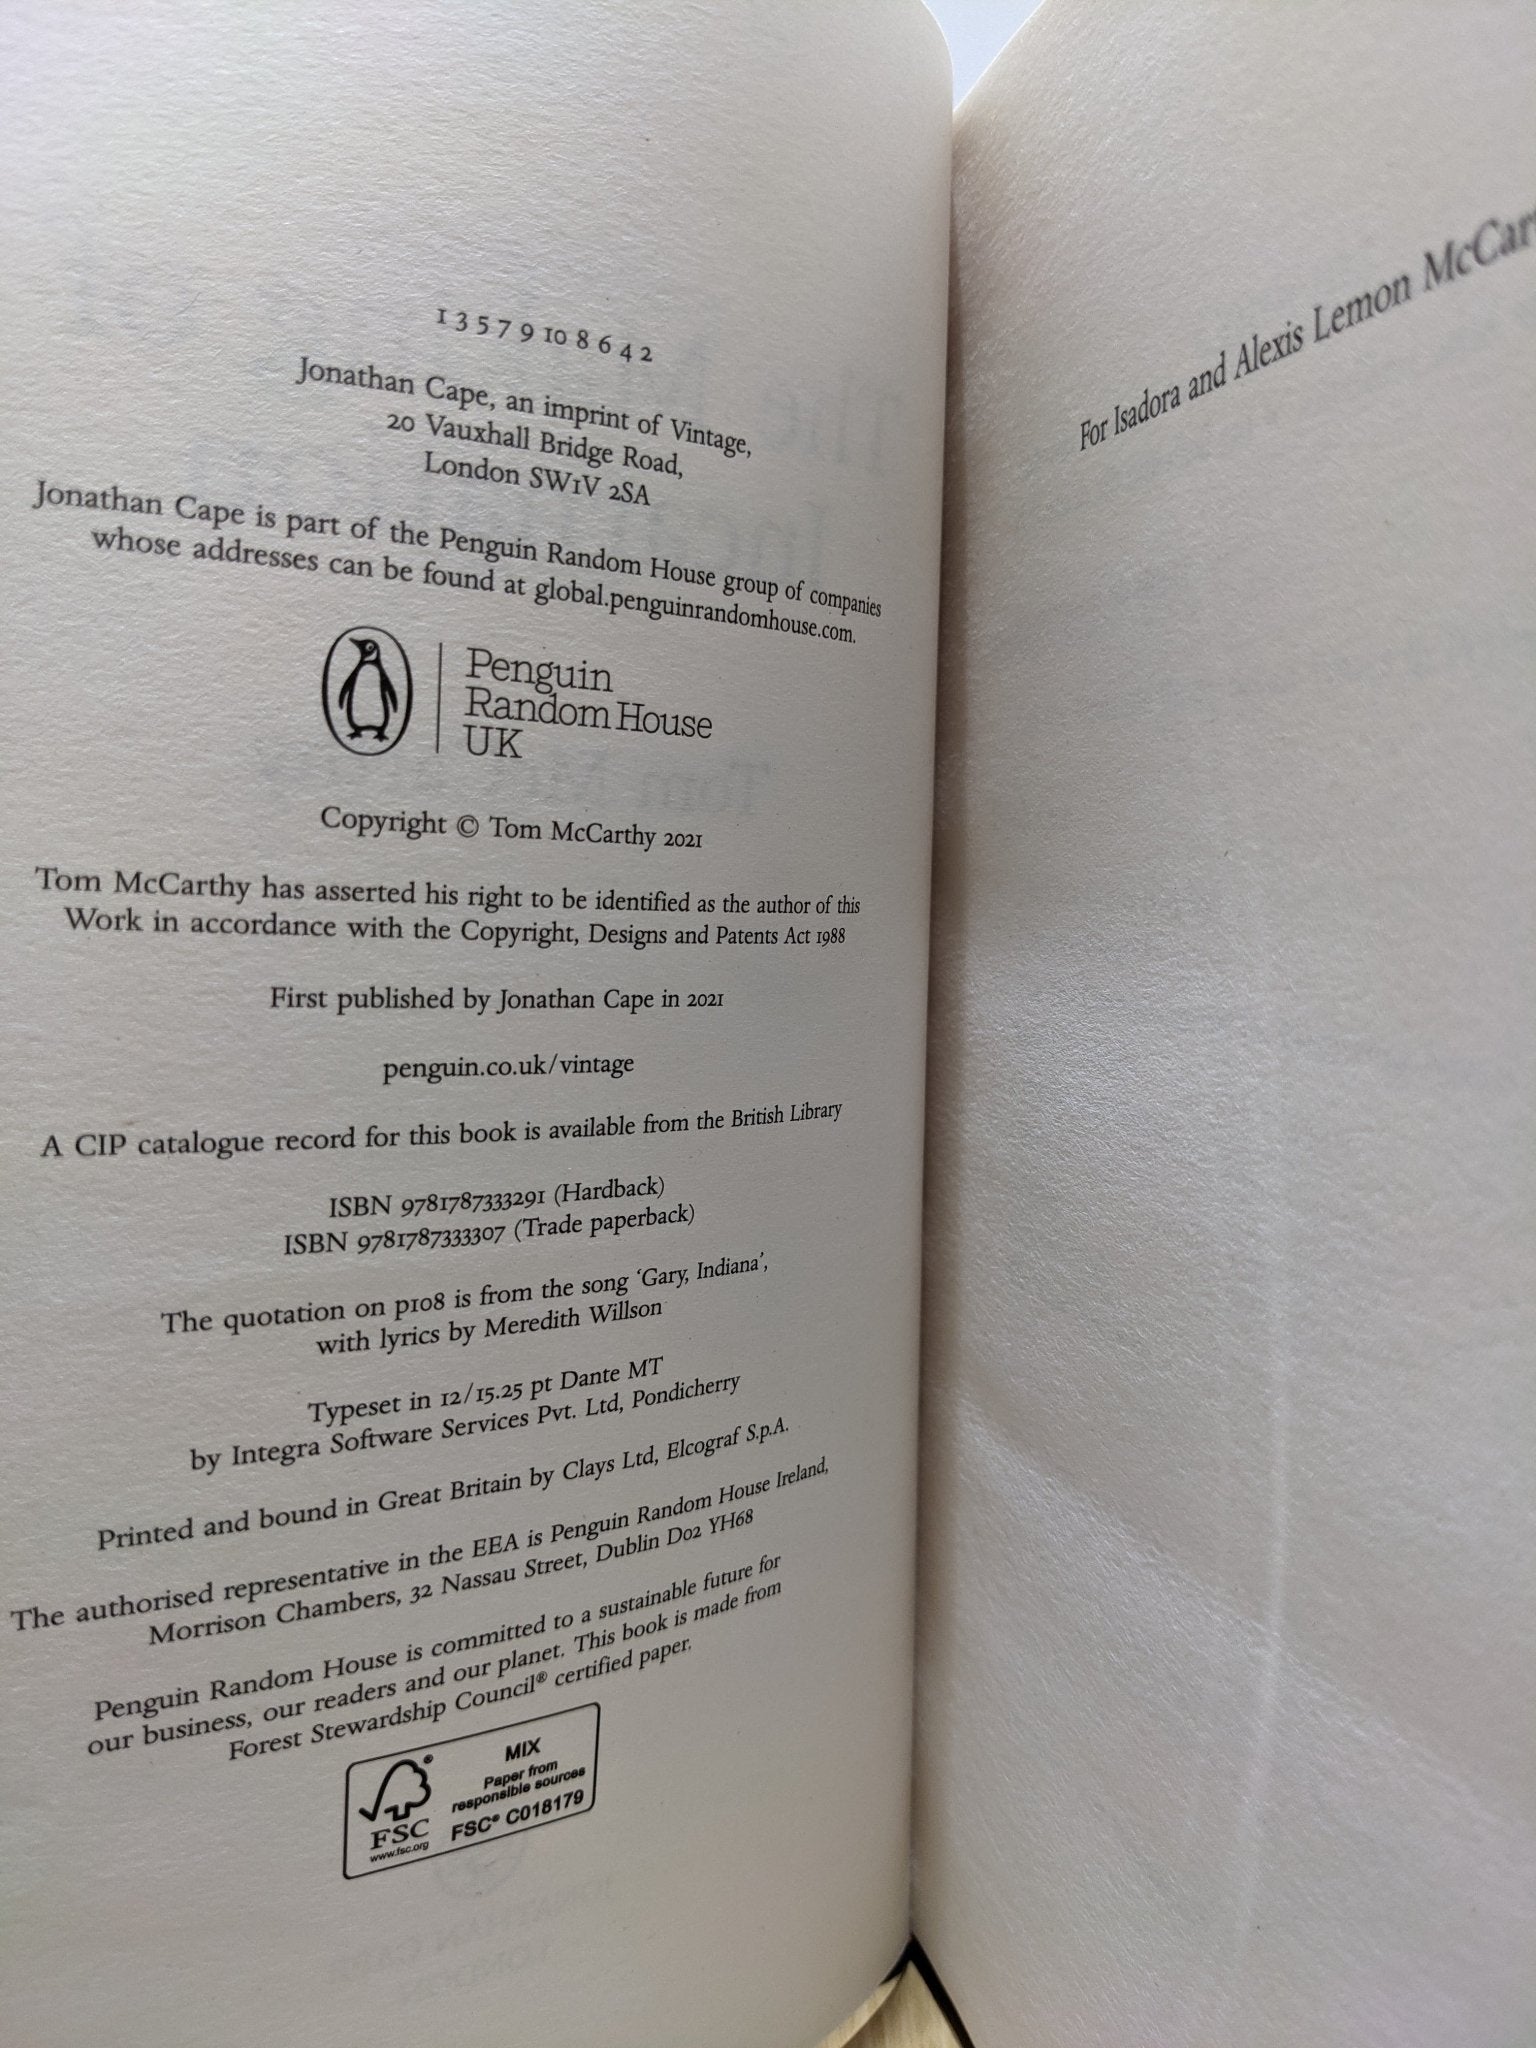 1 3 5 7 9 10 8 6 4 2
Jonathan Cape, an imprint of Vintage,
20 Vauxhall Bridge Road,
London SW1V 2SA
Jonathan Cape is part of the Penguin Random House group of companies
whose addresses can be found at global.penguinrandomhouse.com.
Penguin
Random House
UK
Copyright © Tom McCarthy 2021
Tom McCarthy has asserted his right to be identified as the author of this
Work in accordance with the Copyright, Designs and Patents Act 1988
First published by Jonathan Cape in 2021
penguin.co.uk/vintage
A CIP catalogue record for this book is available from the British Library
ISBN 9781787333291 (Hardback)
ISBN 9781787333307 (Trade paperback)
The quotation on p108 is from the song ‘Gary, Indiana’,
with lyrics by Meredith Willson
Typeset in 12/15.25 pt Dante MT
by Integra Software Services Pvt. Ltd, Pondicherry
Printed and bound in Great Britain by Clays Ltd, Elcograf S.p.A.
The authorised representative in the EEA is Penguin Random House Ireland,
Morrison Chambers, 32 Nassau Street, Dublin D02 YH68
Penguin Random House is committed to a sustainable future for
our business, our readers and our planet. This book is made from
Forest Stewardship Council® certified paper.
MIX
Paper from
responsible sources
FSC® C018179
FSC
www.fsc.org
For Isadora and Alexis Lemon McCart